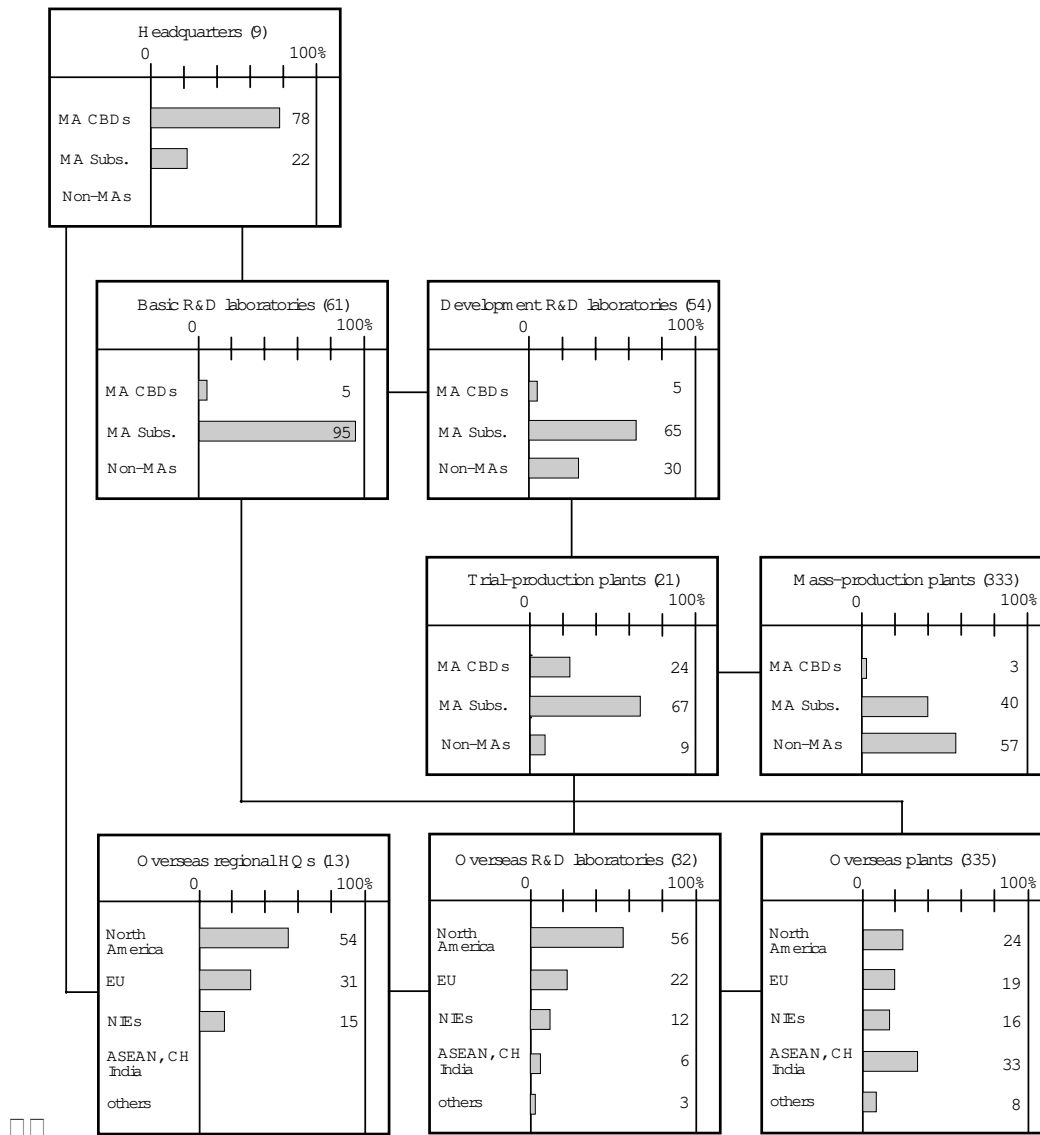 Headquarters (9)
0 100%
MA CBDs 78
MA Subs. 22
Non-MAs
Basic R&D laboratories (61)
0 100%
MA CBDs 5
MA Subs. 95
Non-MAs
Development R&D laboratories (54)
0 100%
MA CBDs 5
MA Subs. 65
Non-MAs 30
Trial-production plants (21)
0 100%
MA CBDs 24
MA Subs. 67
Non-MAs 9
Mass-production plants (333)
0 100%
MA CBDs 3
MA Subs. 40
Non-MAs 57
Overseas regional HQs (13)
0 100%
North
America 54
EU 31
NIEs 15
ASEAN, CH
India
others
Overseas R&D laboratories (32)
0 100%
North
America 56
EU 22
NIEs 12
ASEAN, CH
India 6
others 3
Overseas plants (335)
0 100%
North
America 24
EU 19
NIEs 16
ASEAN, CH
India 33
others 8